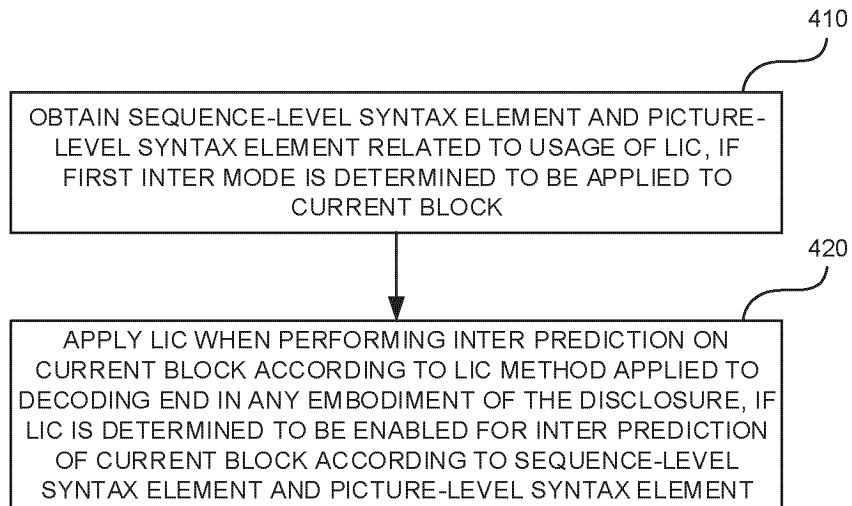 410
OBTAIN SEQUENCE-LEVEL SYNTAX ELEMENT AND PICTURE-
LEVEL SYNTAX ELEMENT RELATED TO USAGE OF LIC, IF
FIRST INTER MODE IS DETERMINED TO BE APPLIED TO
CURRENT BLOCK
420
APPLY LIC WHEN PERFORMING INTER PREDICTION ON
CURRENT BLOCK ACCORDING TO LIC METHOD APPLIED TO
DECODING END IN ANY EMBODIMENT OF THE DISCLOSURE, IF
LIC IS DETERMINED TO BE ENABLED FOR INTER PREDICTION
OF CURRENT BLOCK ACCORDING TO SEQUENCE-LEVEL
SYNTAX ELEMENT AND PICTURE-LEVEL SYNTAX ELEMENT